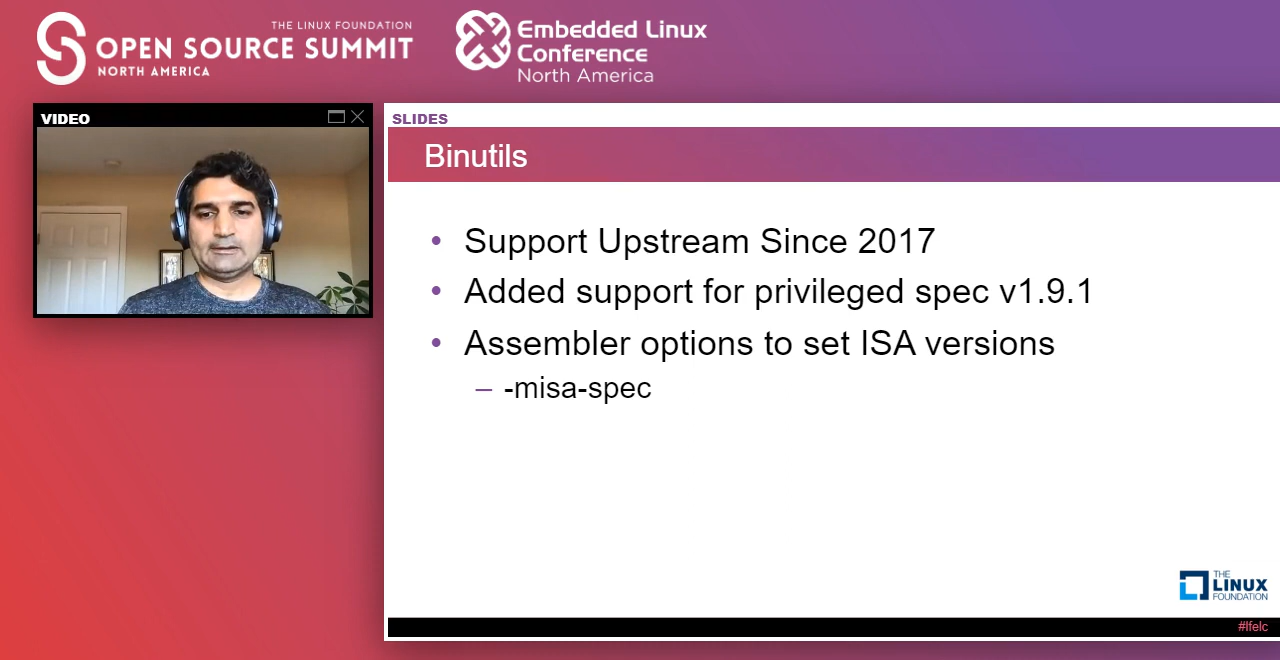 THE LINUX FOUNDATION
OPEN SOURCE SUMMIT
NORTH AMERICA
Embedded Linux
Conference
North America
VIDEO
SLIDES
Binutils
• Support Upstream Since 2017
• Added support for privileged spec v1.9.1
• Assembler options to set ISA versions
– -misa-spec
THE
LINUX
FOUNDATION
#lfelc